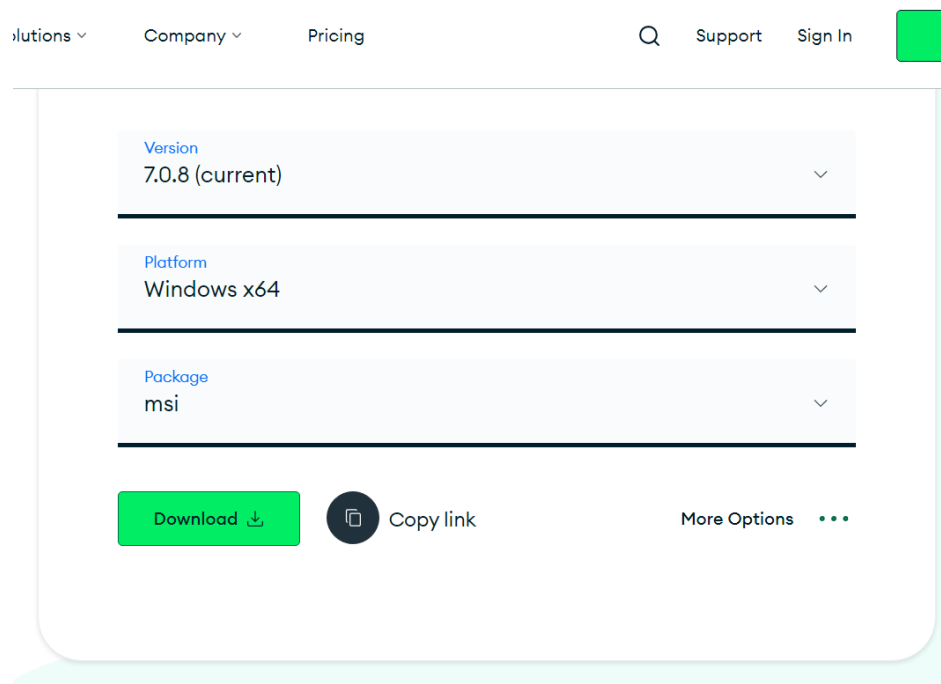 olutions
Company
Pricing
Support
Sign In
Version
7.0.8 (current)
Platform
Windows x64
Package
msi
Download
Copy link
More Options